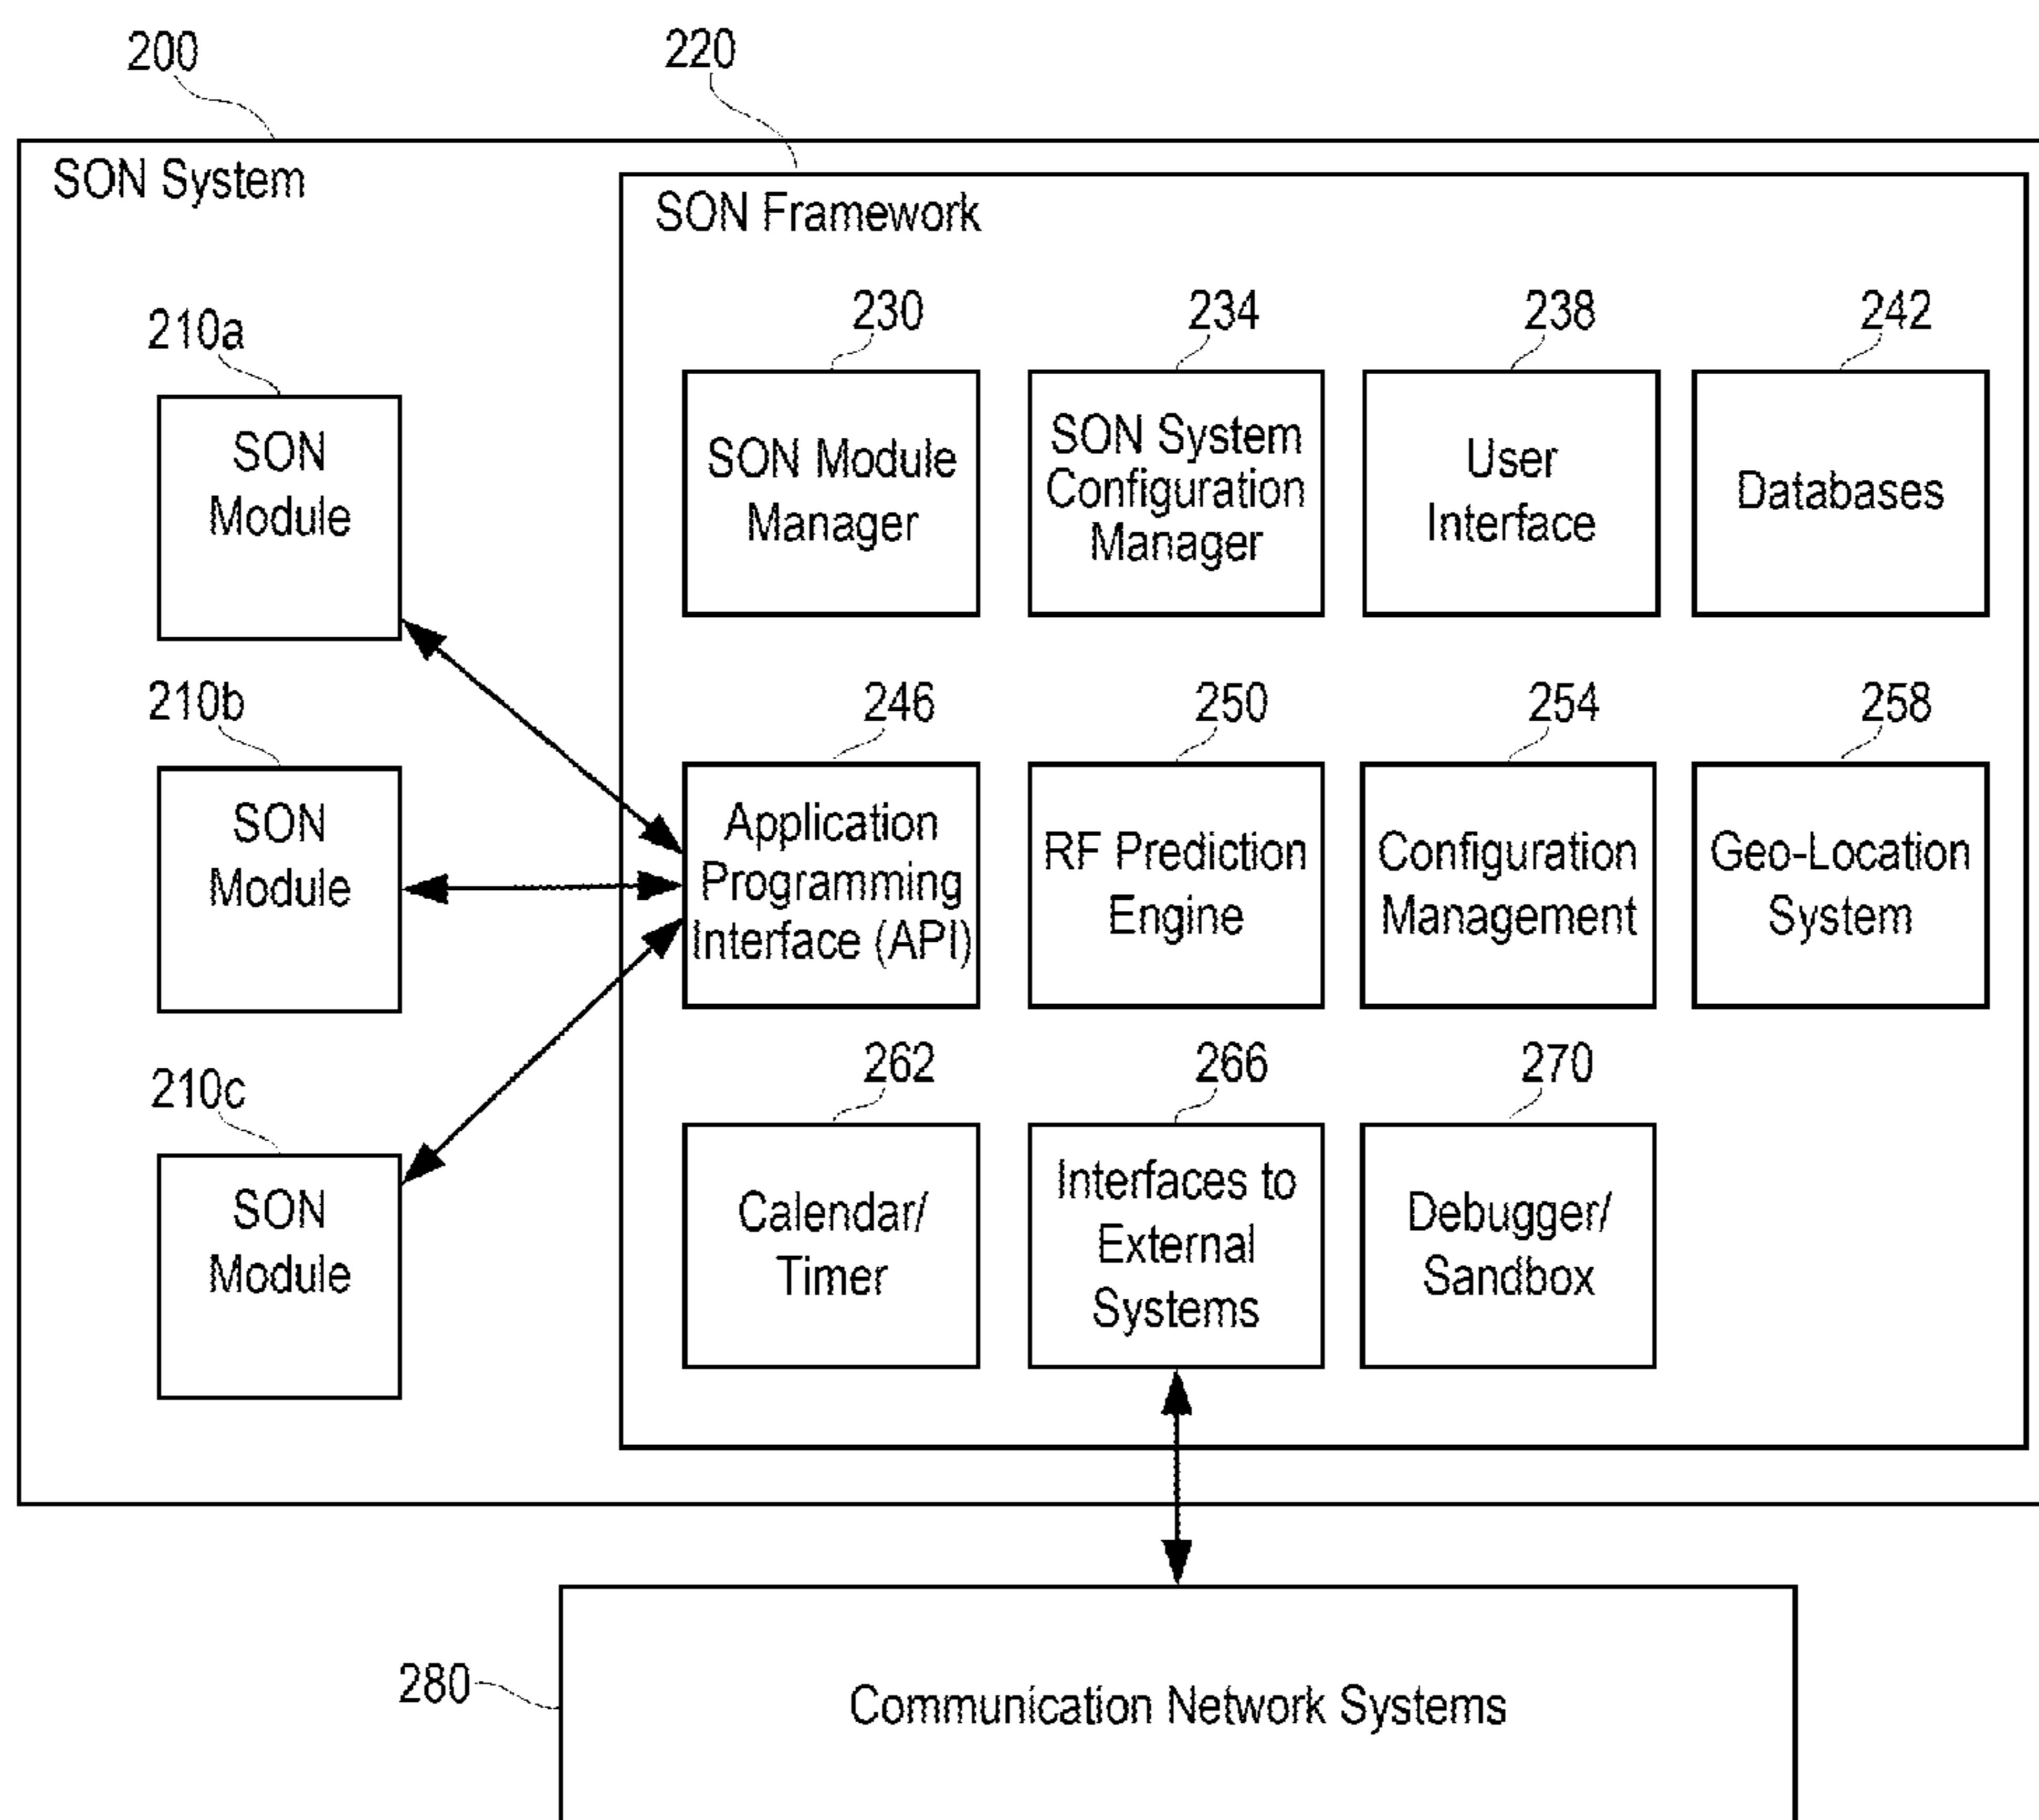 200
220
SON System
SON Framework
210a
SON
Module
230
SON Module
Manager
234
SON System
Configuration
Manager
238
User
Interface
242
Databases
210b
SON
Module
246
Application
Programming
Interface (API)
250
RF Prediction
Engine
254
Configuration
Management
258
Geo-Location
System
210c
SON
Module
262
Calendar/
Timer
266
Interfaces to
External
Systems
270
Debugger/
Sandbox
280
Communication Network Systems